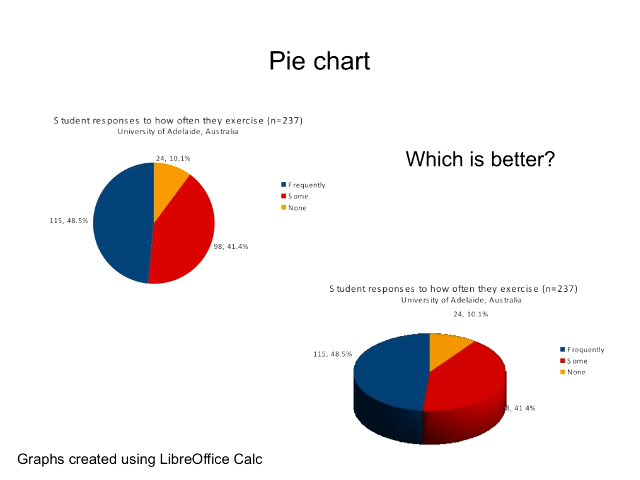 Pie chart
Student responses to how often they exercise (n=237)
University of Adelaide, Australia
24, 10.1%
Which is better?
Frequently
Some
None
115, 48.5%
98, 41.4%
Student responses to how often they exercise (n=237)
University of Adelaide, Australia
24, 10.1%
Frequently
Some
None
115, 48.5%
8, 41.4%
Graphs created using LibreOffice Calc